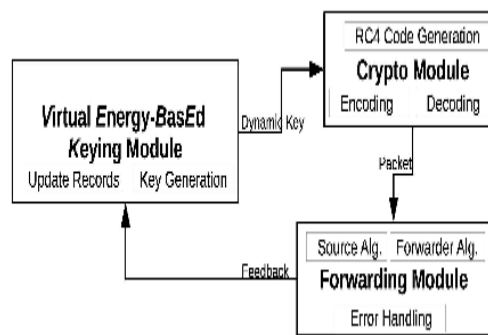 RC4 Code Generation
Crypto Module
Encoding Decoding
Virtual Energy-BasEd
Keying Module
Update Records Key Generation
Dynamic Key
Packet
Source Alg. Forwarder Alg.
Forwarding Module
Error Handling
Feedback